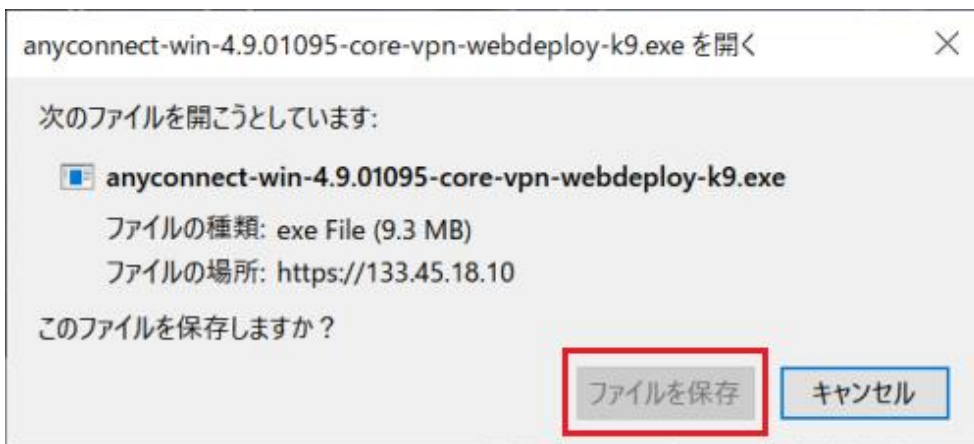 anyconnect-win-4.9.01095-core-vpn-webdeploy-k9.exe を開く
次のファイルを開こうとしています:
anyconnect-win-4.9.01095-core-vpn-webdeploy-k9.exe
ファイルの種類: exe File (9.3 MB)
ファイルの場所: https://133.45.18.10
このファイルを保存しますか？
ファイルを保存 キャンセル